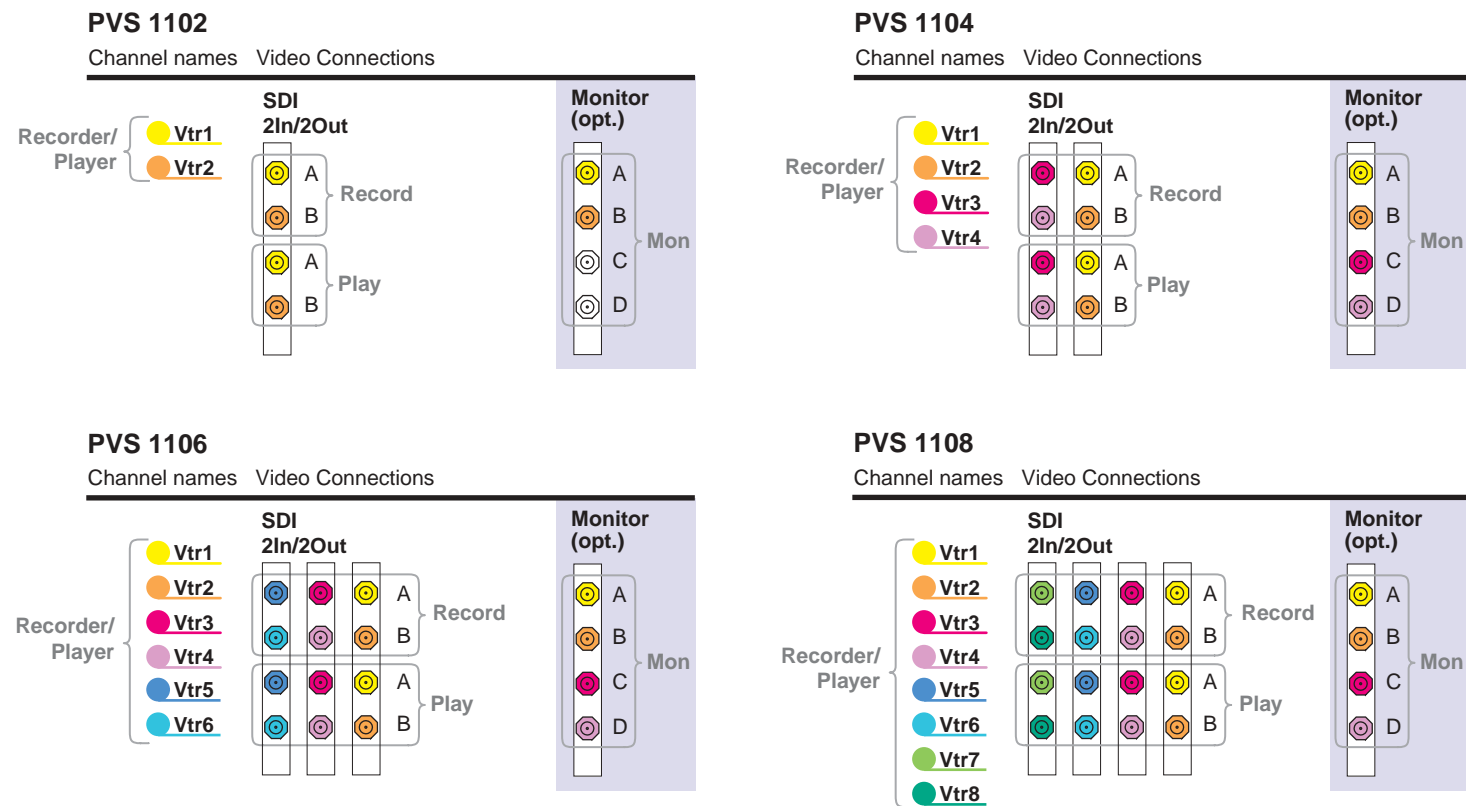 PVS 1102
Channel names Video Connections
SDI
2In/2Out
Monitor
(opt.)
Recorder/
Player
Vtr1
Vtr2
A
B
Record
A
B
Play
A
B
C
D
Mon
PVS 1104
Channel names Video Connections
SDI
2In/2Out
Monitor
(opt.)
Recorder/
Player
Vtr1
Vtr2
Vtr3
Vtr4
A
B
Record
A
B
Play
A
B
C
D
Mon
PVS 1106
Channel names Video Connections
SDI
2In/2Out
Monitor
(opt.)
Recorder/
Player
Vtr1
Vtr2
Vtr3
Vtr4
Vtr5
Vtr6
A
B
Record
A
B
Play
A
B
C
D
Mon
PVS 1108
Channel names Video Connections
SDI
2In/2Out
Monitor
(opt.)
Recorder/
Player
Vtr1
Vtr2
Vtr3
Vtr4
Vtr5
Vtr6
Vtr7
Vtr8
A
B
Record
A
B
Play
A
B
C
D
Mon